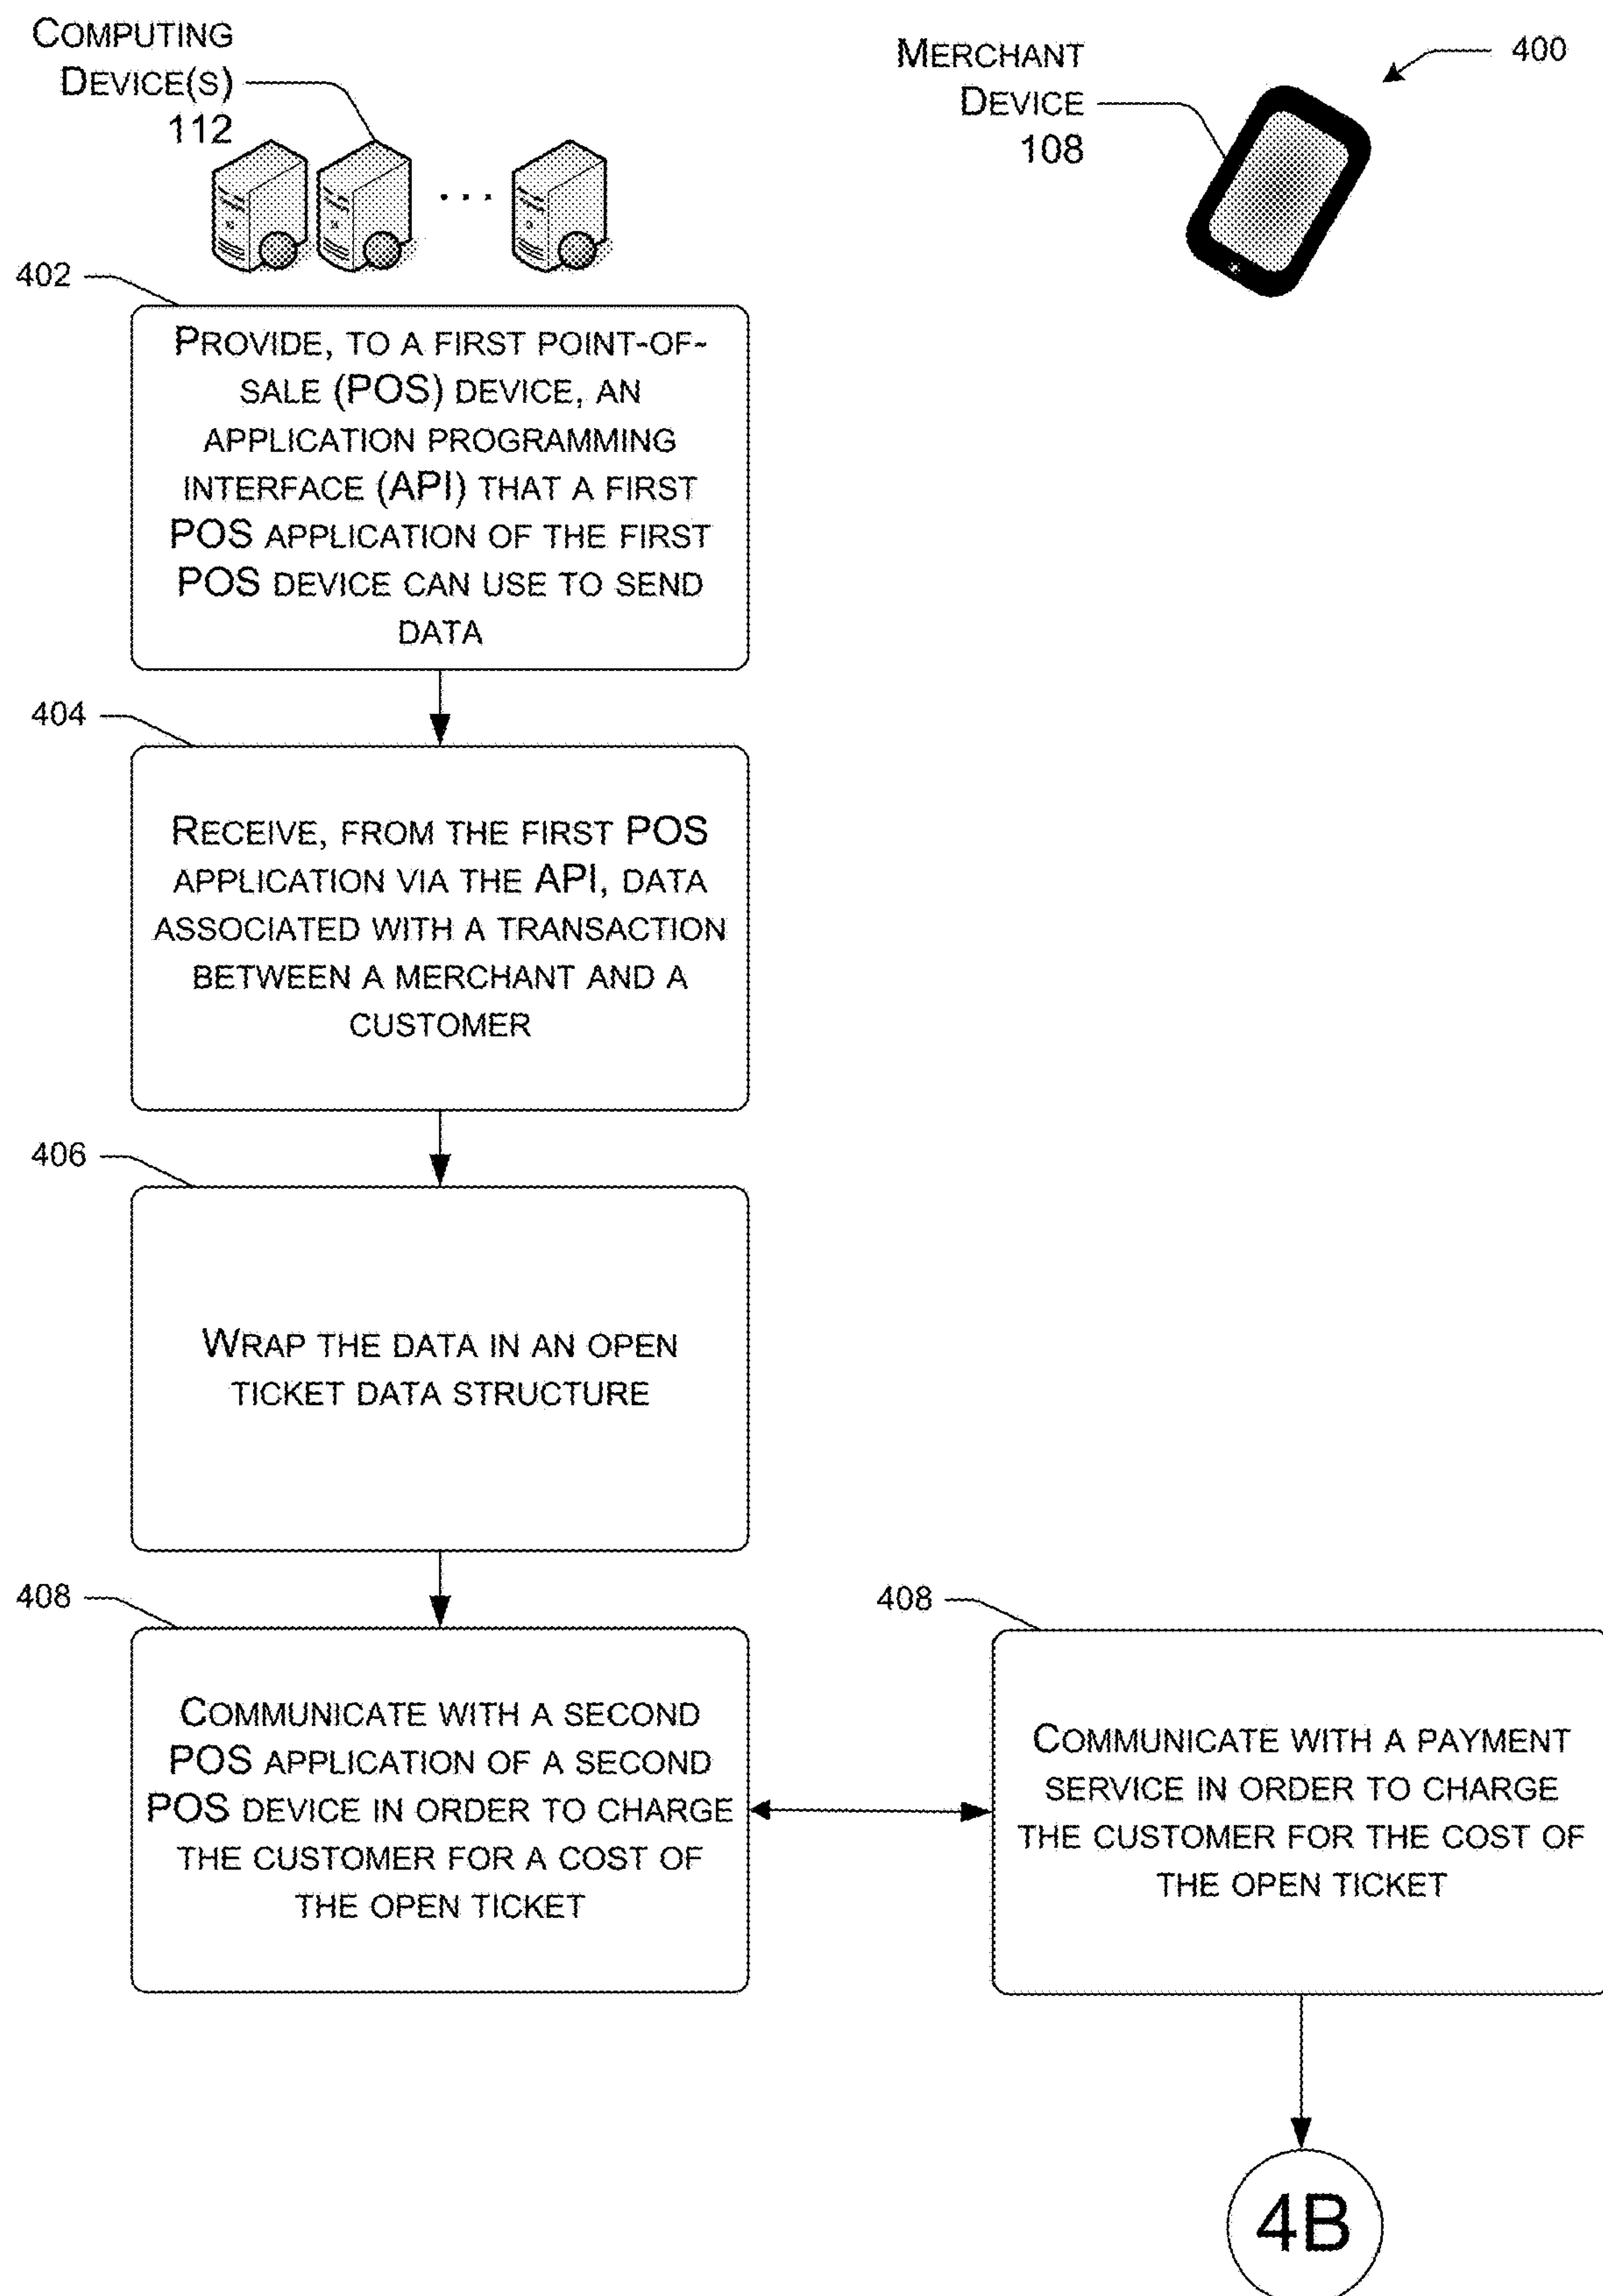 COMPUTING
DEVICE(S)
112
MERCHANT
DEVICE
108
400
402
PROVIDE, TO A FIRST POINT-OF-
SALE (POS) DEVICE, AN
APPLICATION PROGRAMMING
INTERFACE (API) THAT A FIRST
POS APPLICATION OF THE FIRST
POS DEVICE CAN USE TO SEND
DATA
404
RECEIVE, FROM THE FIRST POS
APPLICATION VIA THE API, DATA
ASSOCIATED WITH A TRANSACTION
BETWEEN A MERCHANT AND A
CUSTOMER
406
WRAP THE DATA IN AN OPEN
TICKET DATA STRUCTURE
408
COMMUNICATE WITH A SECOND
POS APPLICATION OF A SECOND
POS DEVICE IN ORDER TO CHARGE
THE CUSTOMER FOR A COST OF
THE OPEN TICKET
408
COMMUNICATE WITH A PAYMENT
SERVICE IN ORDER TO CHARGE
THE CUSTOMER FOR THE COST OF
THE OPEN TICKET
4B